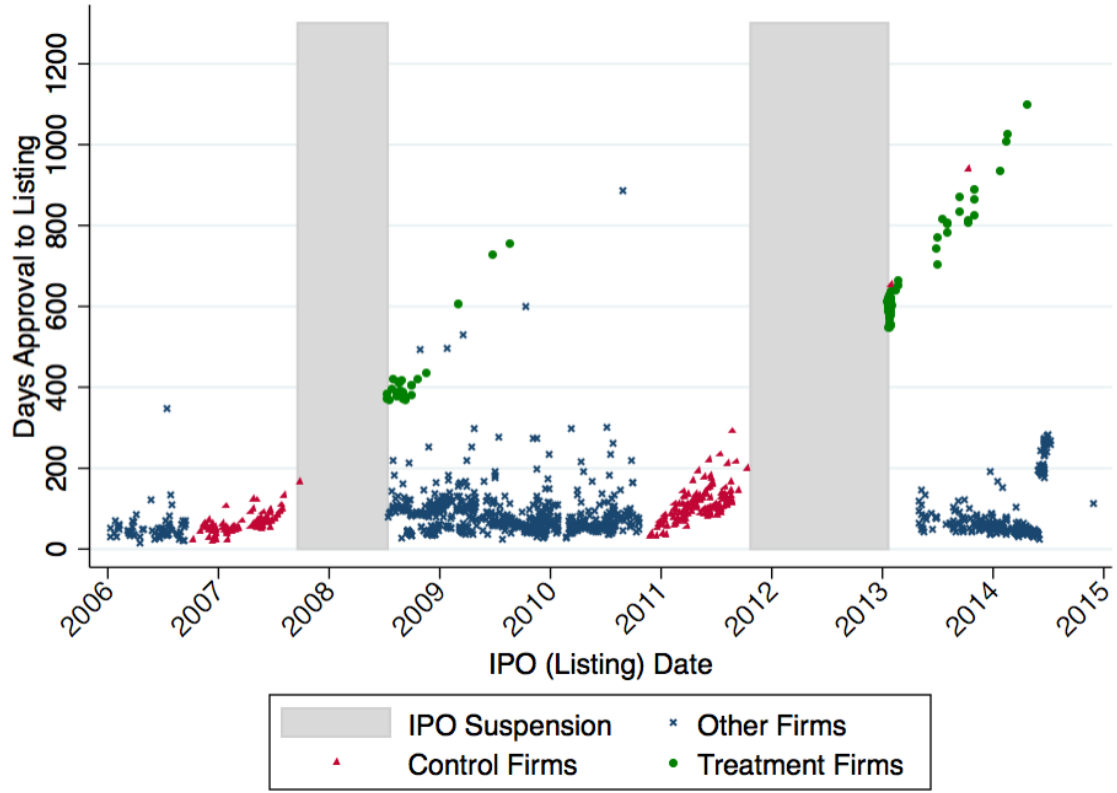 Days Approval to Listing
1200
1000
800
600
400
200
0
2006
2007
2008
2009
2010
2011
2012
2013
2014
2015
IPO (Listing) Date
IPO Suspension
Other Firms
Control Firms
Treatment Firms